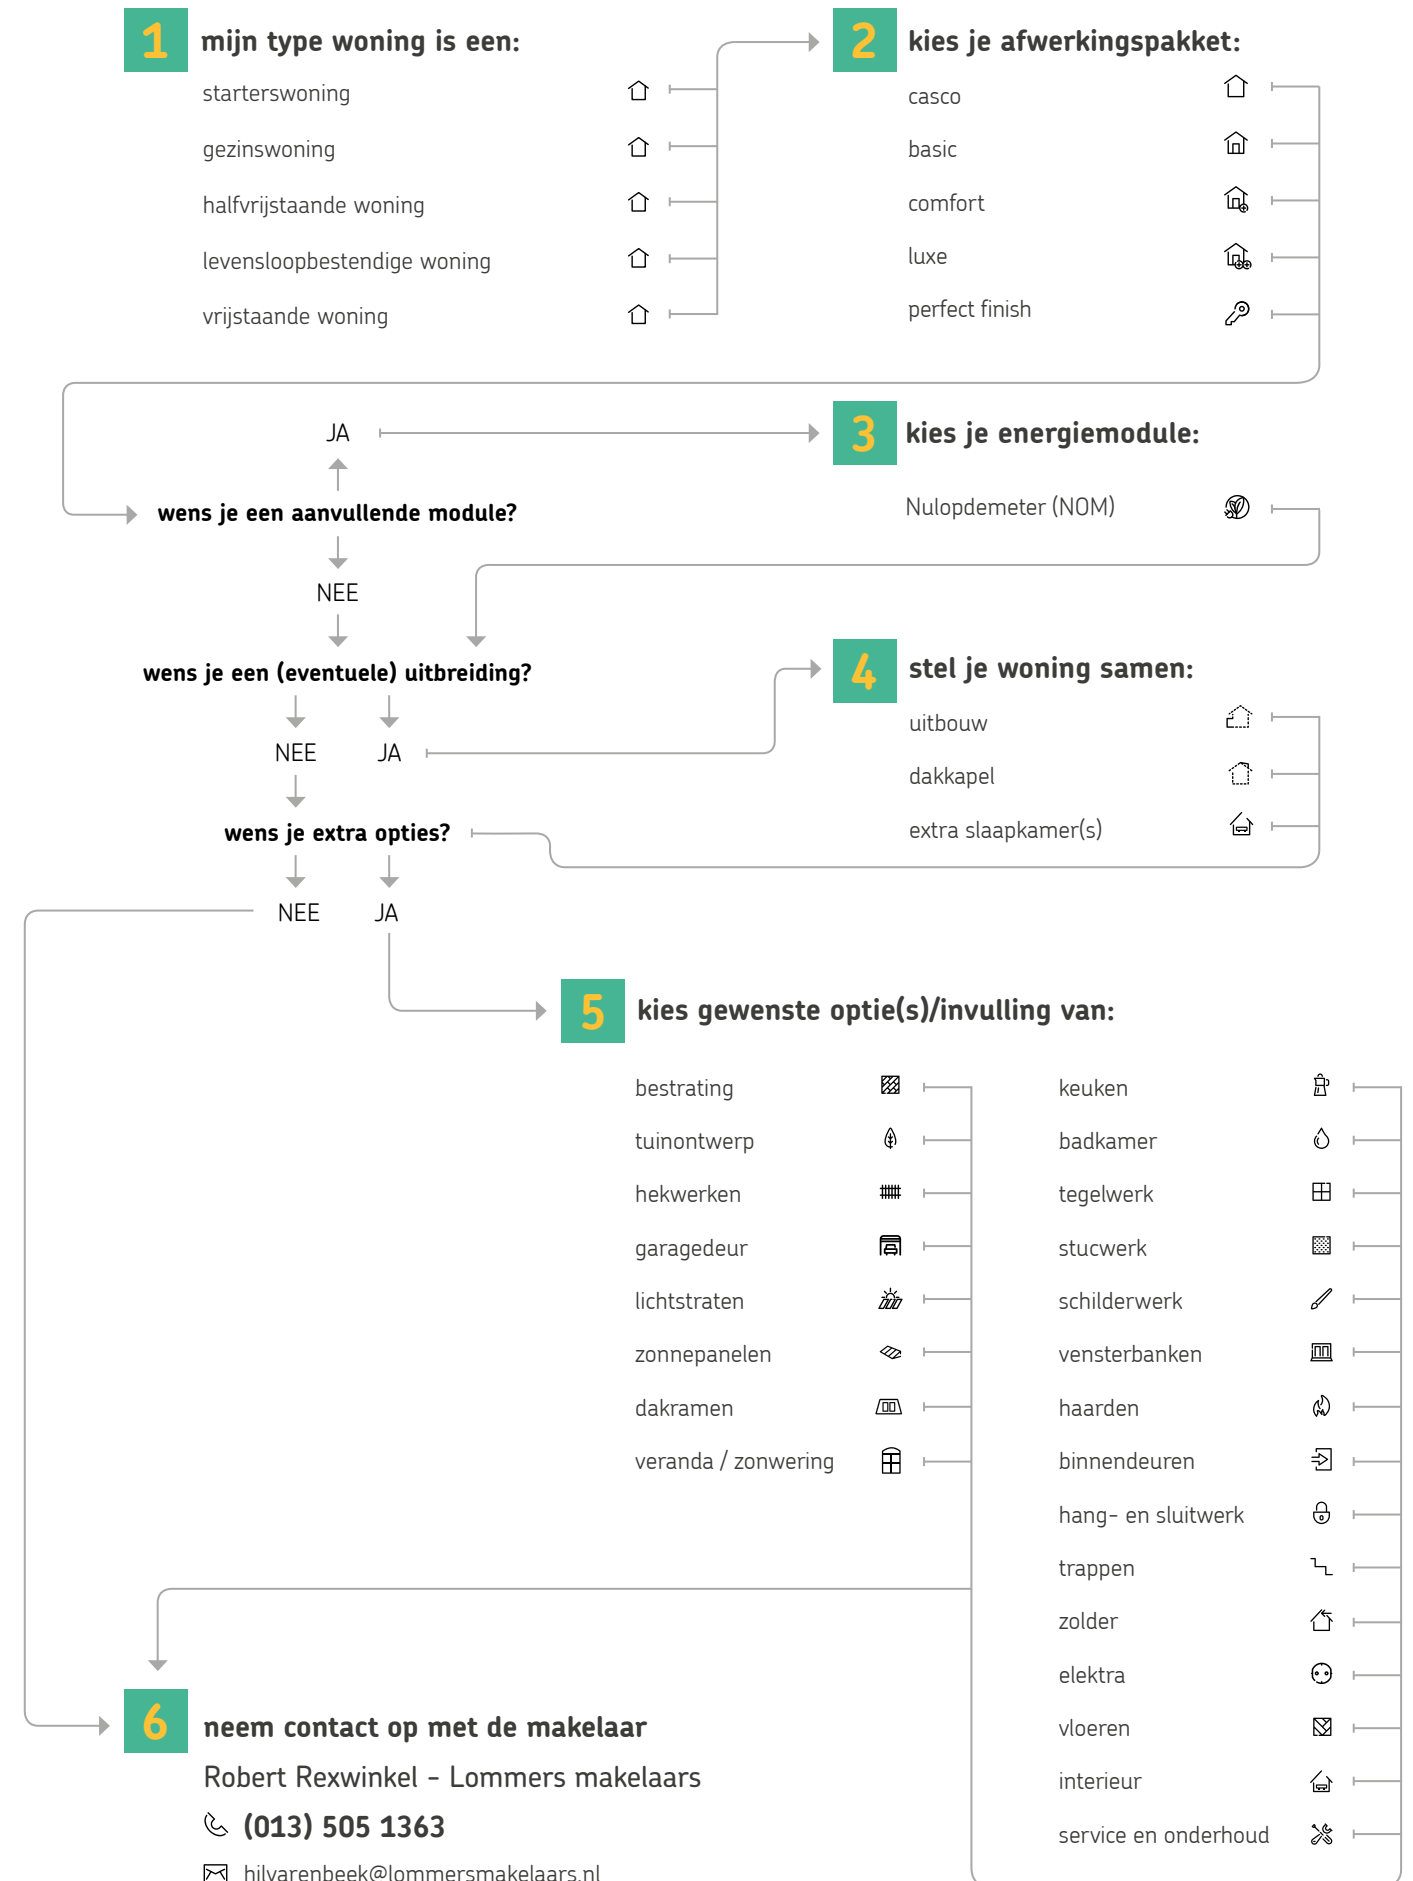 1 mijn type woning is een:
starterswoning
gezinswoning
halfvrijstaande woning
levensloopbestendige woning
vrijstaande woning
2 kies je afwerkingspakket:
casco
basic
comfort
luxe
perfect finish
JA
wens je een aanvullende module?
NEE
3 kies je energiemodule:
Nulopdemeter (NOM)
wens je een (eventuele) uitbreiding?
NEE JA
4 stel je woning samen:
uitbouw
dakkapel
extra slaapkamer(s)
wens je extra opties?
NEE JA
5 kies gewenste optie(s)/invulling van:
bestrating
tuinontwerp
hekwerken
garagedeur
lichtstraten
zonnepanelen
dakramen
veranda / zonwering
keuken
badkamer
tegelwerk
stucwerk
schilderwerk
vensterbanken
haarden
binnendeuren
hang- en sluitwerk
trappen
zolder
elektra
vloeren
interieur
service en onderhoud
6 neem contact op met de makelaar
Robert Rexwinkel - Lommers makelaars
(013) 505 1363
hilvarenbeek@lommersmakelaars.nl